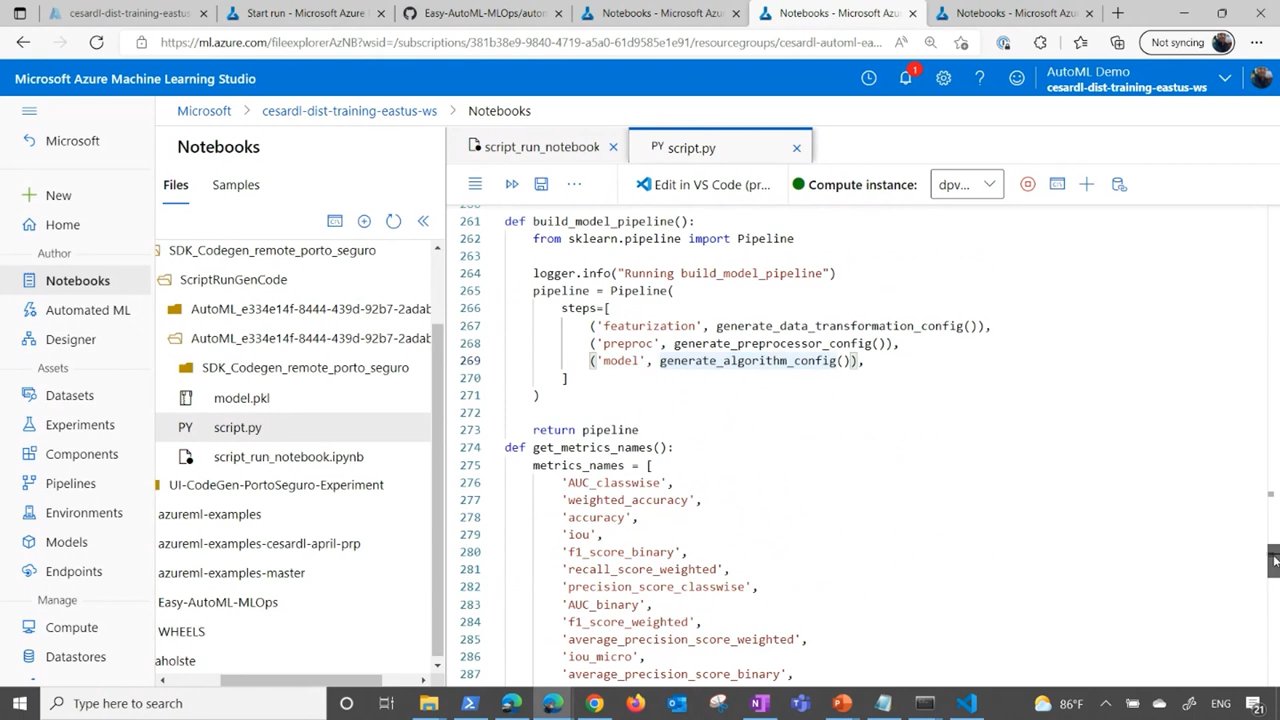 cesardl-dist-training-eastus-
Start run - Microsoft Azure
Easy-AutoML-MLOps/autom
Notebooks - Microsoft Azure
Notebooks - Microsoft Azure
Notebooks - Microsoft Azure
https://ml.azure.com/fileexplorerAzNB?wsid=/subscriptions/381b38e9-9840-4719-a5a0-61d9585e1e91/resourcegroups/cesardl-automl-ea...
Not syncing
Microsoft Azure Machine Learning Studio
1
AutoML Demo
cesardl-dist-training-eastus-ws
Microsoft
cesardl-dist-training-eastus-ws
Notebooks
Microsoft
New
Home
Author
Notebooks
Automated ML
Designer
Assets
Datasets
Experiments
Components
Pipelines
Environments
Models
Endpoints
Manage
Compute
Datastores
Notebooks
Files
Samples
SDK_Codegen_remote_porto_seguro
ScriptRunGenCode
AutoML_e334e14f-8444-439d-92b7-2adab
AutoML_e334e14f-8444-439d-92b7-2adab
SDK_Codegen_remote_porto_seguro
model.pkl
PY script.py
script_run_notebook.ipynb
UI-CodeGen-PortoSeguro-Experiment
azureml-examples
azureml-examples-cesardl-april-prp
azureml-examples-master
Easy-AutoML-MLOps
WHEELS
aholste
script_run_notebook
PY script.py
Edit in VS Code (pr...
Compute instance:
dpv...
261 def build_model_pipeline():
262 from sklearn.pipeline import Pipeline
263
264 logger.info("Running build_model_pipeline")
265 pipeline = Pipeline(
266 steps=[
267 ('featurization', generate_data_transformation_config()),
268 ('preproc', generate_preprocessor_config()),
269 ('model', generate_algorithm_config()),
270 ]
271 )
272
273 return pipeline
274 def get_metrics_names():
275 metrics_names = [
276 'AUC_classwise',
277 'weighted_accuracy',
278 'accuracy',
279 'iou',
280 'f1_score_binary',
281 'recall_score_weighted',
282 'precision_score_classwise',
283 'AUC_binary',
284 'f1_score_weighted',
285 'average_precision_score_weighted',
286 'iou_micro',
287 'average_precision_score_binary',
Type here to search
86°F
ENG
21